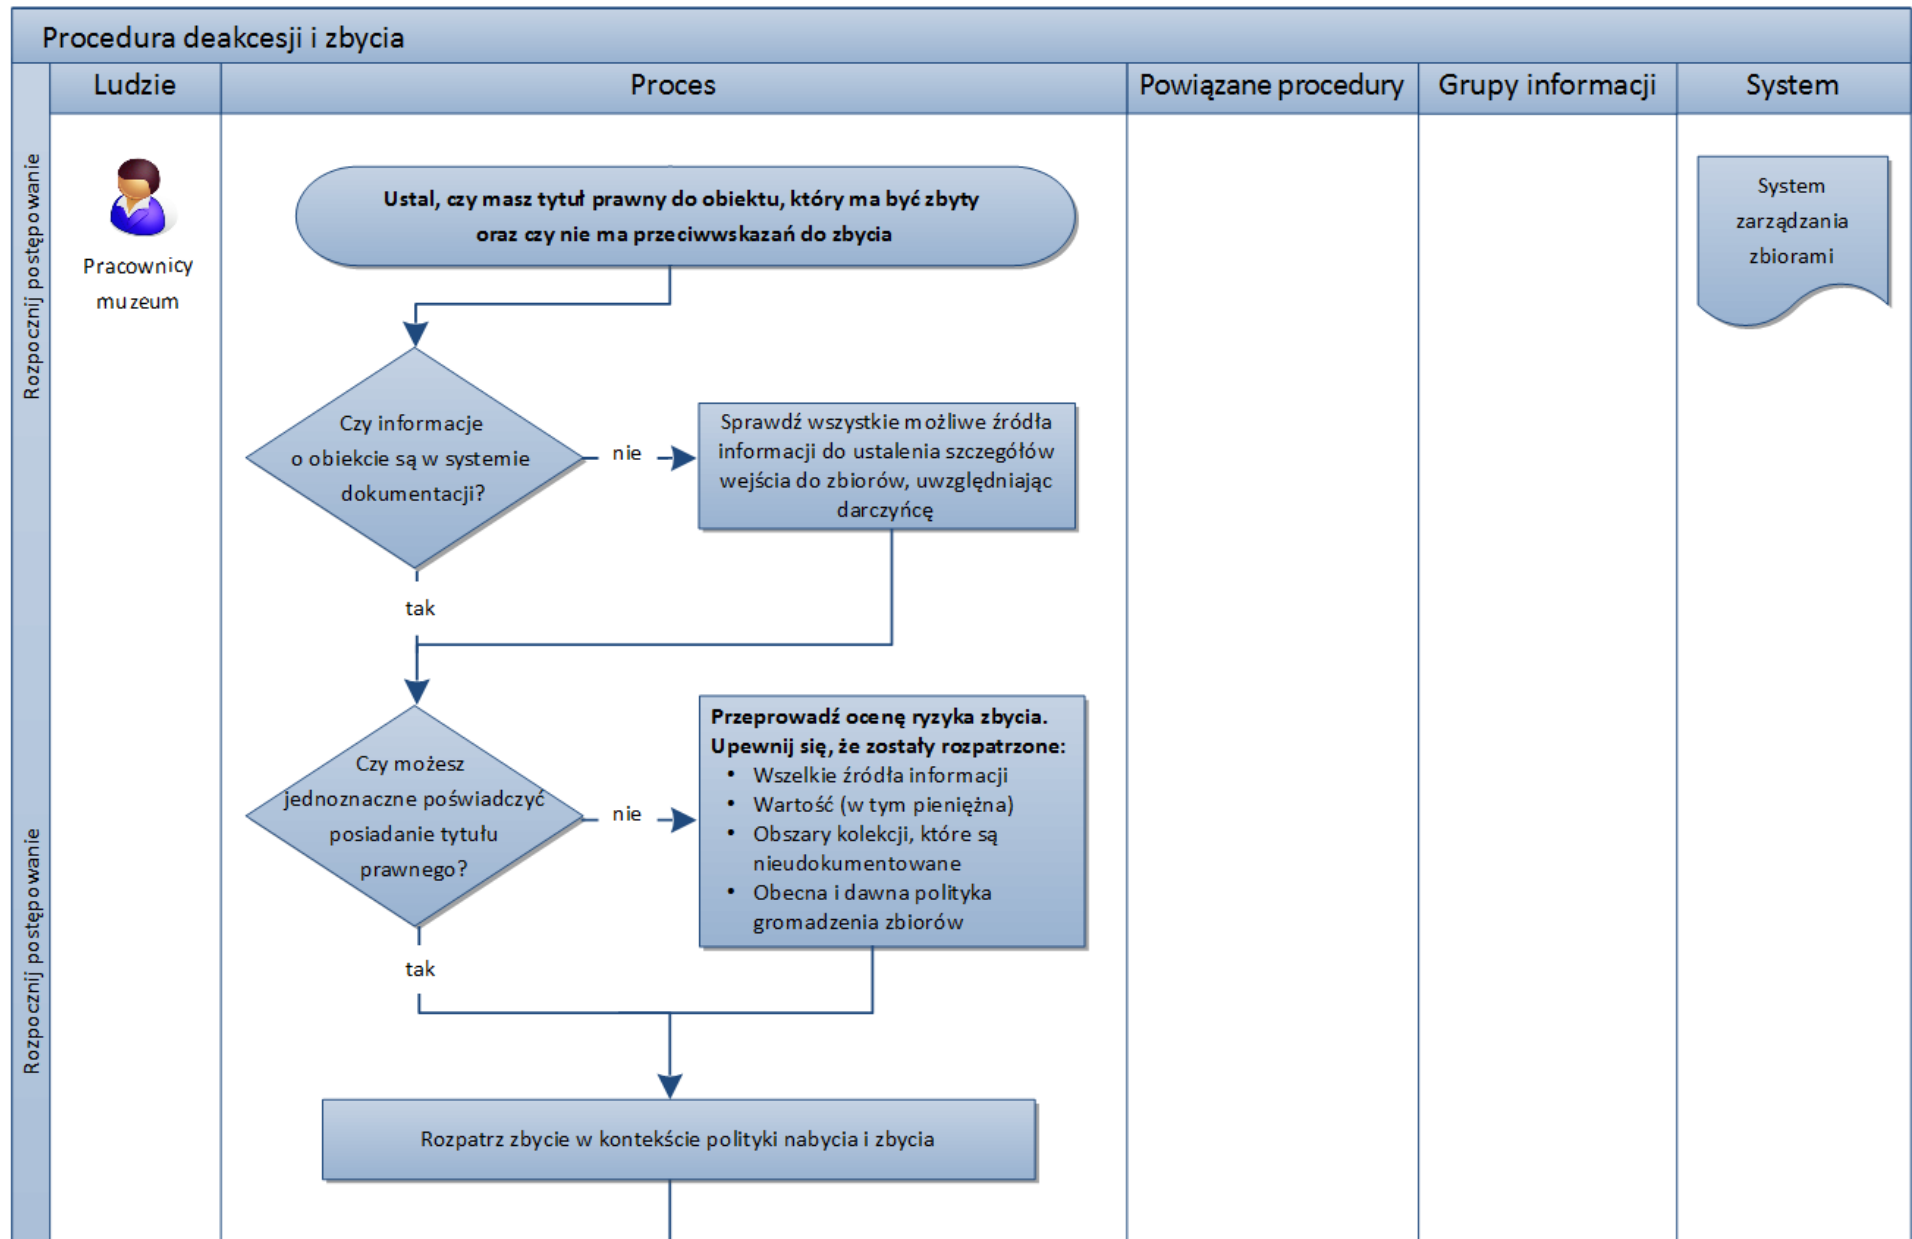 Procedura deakcesji i zbycia
Ludzie
Proces
Powiązane procedury
Grupy informacji
System
Rozpocznij postępowanie
Pracownicy
muzeum
Ustal, czy masz tytuł prawny do obiektu, który ma być zbyty
oraz czy nie ma przeciwwskazań do zbycia
System
zarządzania
zbiorami
Czy informacje
o obiekcie są w systemie
dokumentacji?
nie
Sprawdź wszystkie możliwe źródła
informacji do ustalenia szczegółów
wejścia do zbiorów, uwzględniając
darczyńcę
tak
Rozpocznij postępowanie
Czy możesz
jednoznaczne poświadczyć
posiadanie tytułu
prawnego?
nie
Przeprowadź ocenę ryzyka zbycia.
Upewnij się, że zostały rozpatrzone:
• Wszelkie źródła informacji
• Wartość (w tym pieniężna)
• Obszary kolekcji, które są
nieudokumentowane
• Obecna i dawna polityka
gromadzenia zbiorów
tak
Rozpatrz zbycie w kontekście polityki nabycia i zbycia